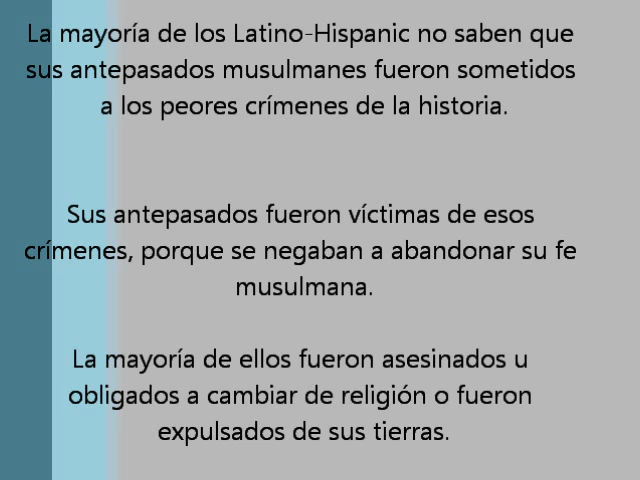 La mayoría de los Latino-Hispanic no saben que
sus antepasados musulmanes fueron sometidos
a los peores crímenes de la historia.
Sus antepasados fueron víctimas de esos
crímenes, porque se negaban a abandonar su fe
musulmana.
La mayoría de ellos fueron asesinados u
obligados a cambiar de religión o fueron
expulsados de sus tierras.